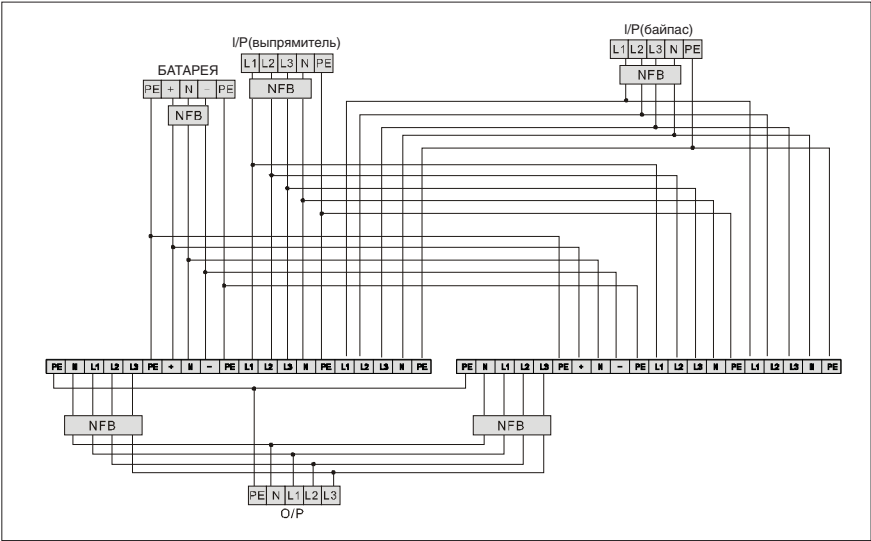 I/P(байпас)
L1 L2 L3 N PE
NFB
I/P(выпрямитель)
L1 L2 L3 N PE
NFB
БАТАРЕЯ
PE + N − PE
NFB
PE N L1 L2 L3 PE + N − PE L1 L2 L3 N PE L1 L2 L3 N PE
PE N L1 L2 L3 PE + N − PE L1 L2 L3 N PE L1 L2 L3 N PE
NFB
NFB
PE N L1 L2 L3
O/P